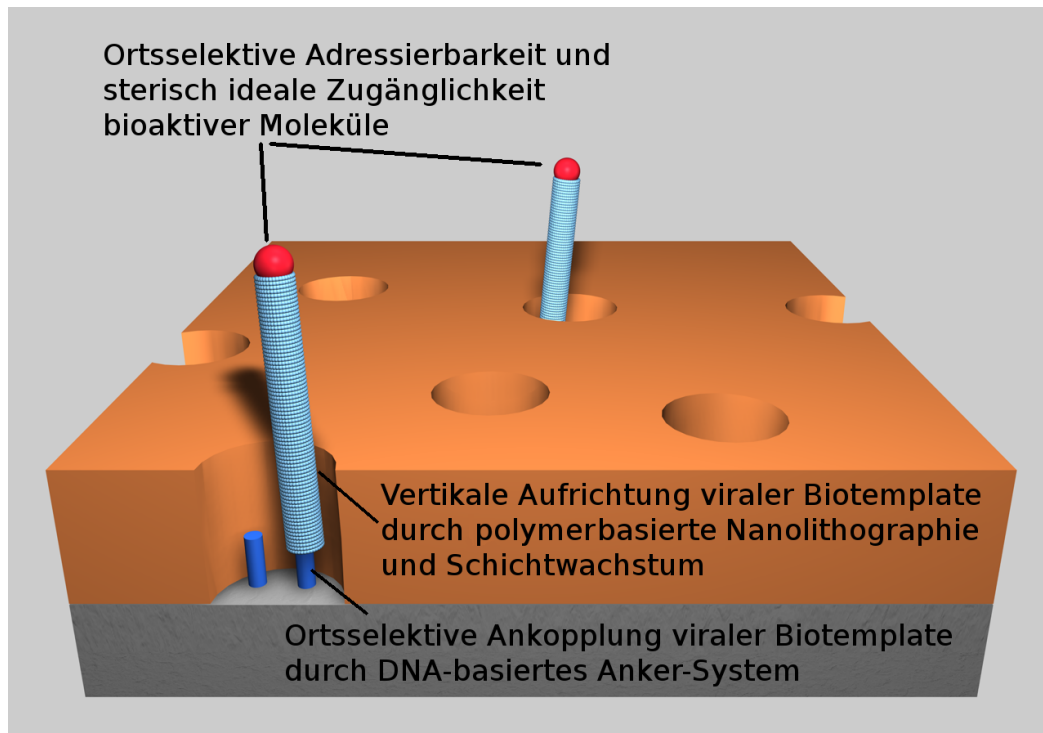 Ortsselektive Adressierbarkeit und
sterisch ideale Zugänglichkeit
bioaktiver Moleküle
Vertikale Aufrichtung viraler Biotemplate
durch polymerbasierte Nanolithographie
und Schichtwachstum
Ortsselektive Ankopplung viraler Biotemplate
durch DNA-basiertes Anker-System